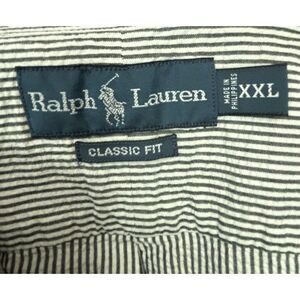 Ralph Lauren
MADE IN
PHILIPPINES
XXL
CLASSIC FIT